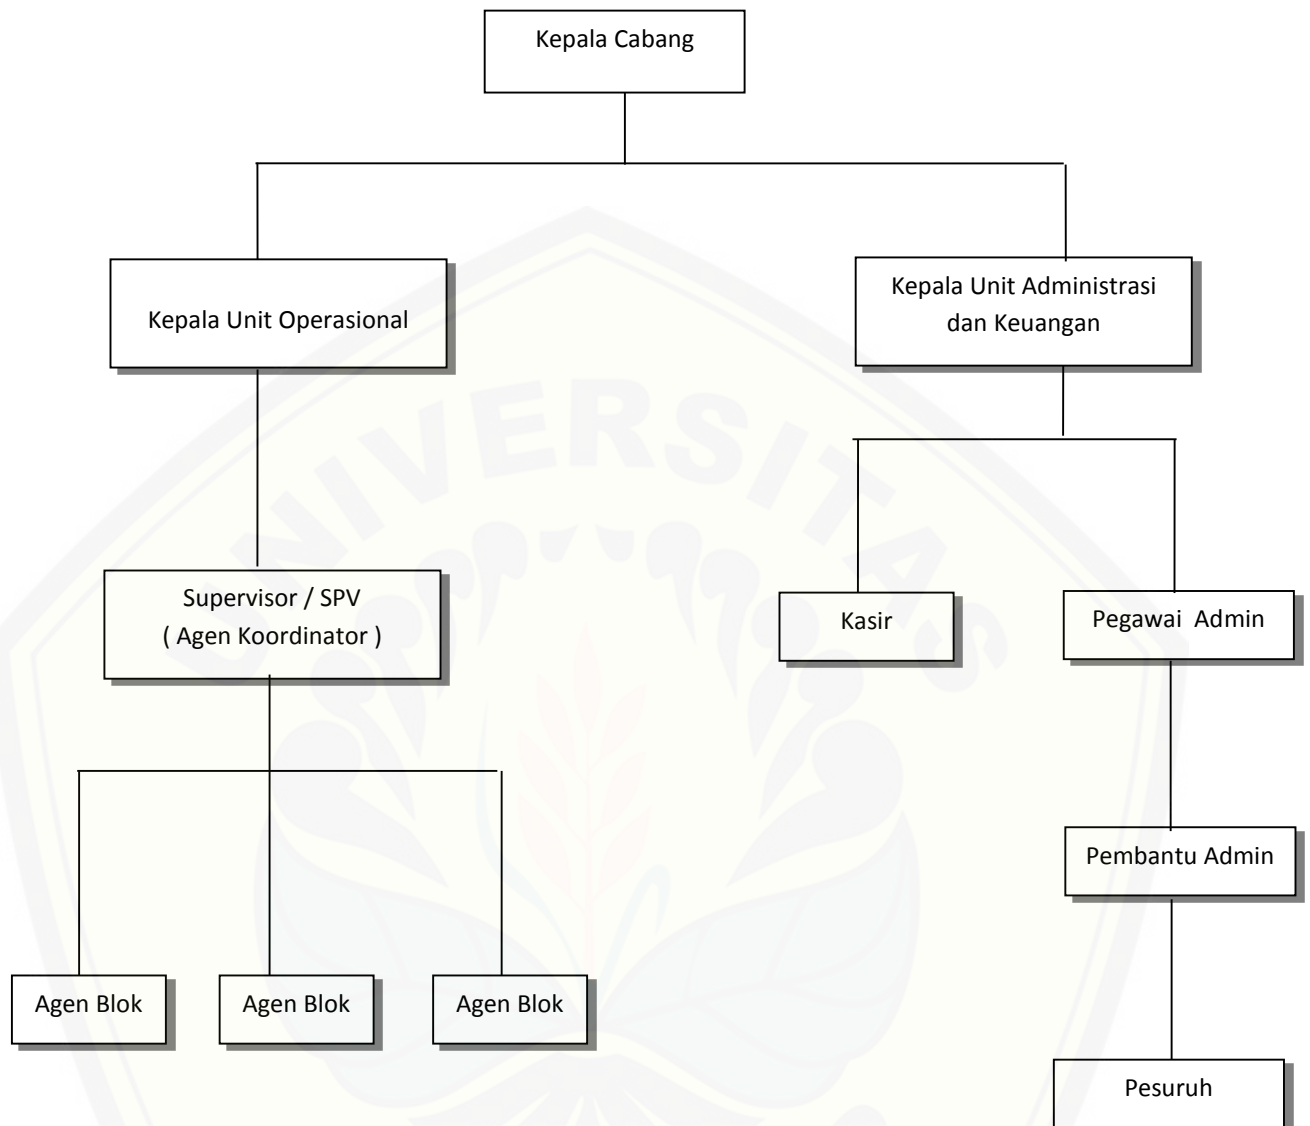 Kepala Cabang
Kepala Unit Operasional
Kepala Unit Administrasi
dan Keuangan
UNIVERSITAS
Supervisor / SPV
( Agen Koordinator )
Kasir
Pegawai  Admin
Pembantu Admin
Agen Blok
Agen Blok
Agen Blok
Pesuruh